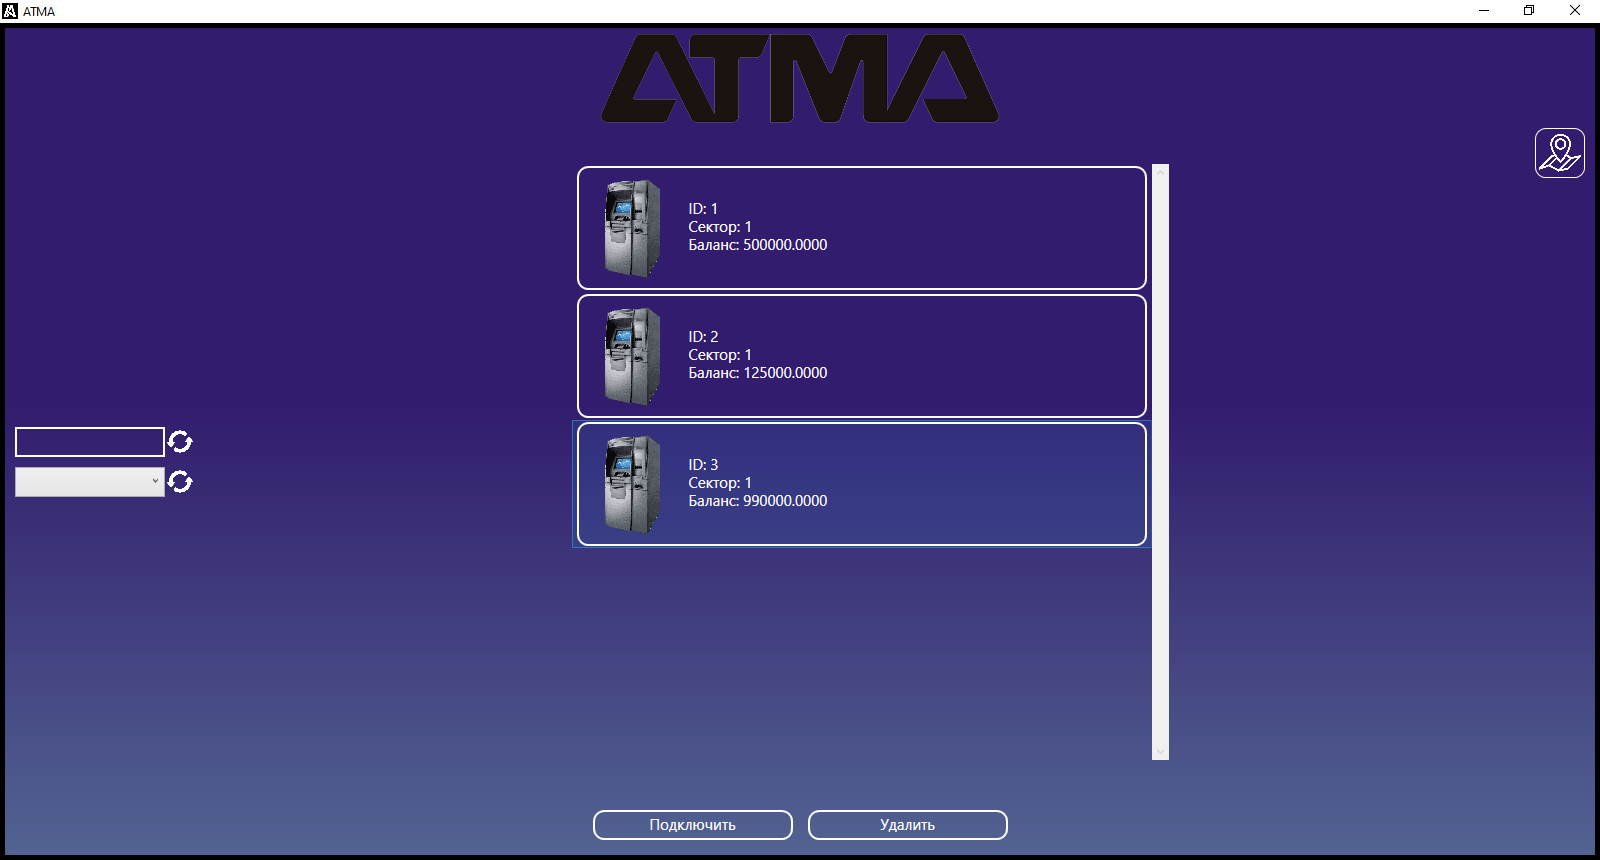 ATMA
ATMA
ID: 1
Сектор: 1
Баланс: 500000.0000
ID: 2
Сектор: 1
Баланс: 125000.0000
ID: 3
Сектор: 1
Баланс: 990000.0000
Подключить
Удалить